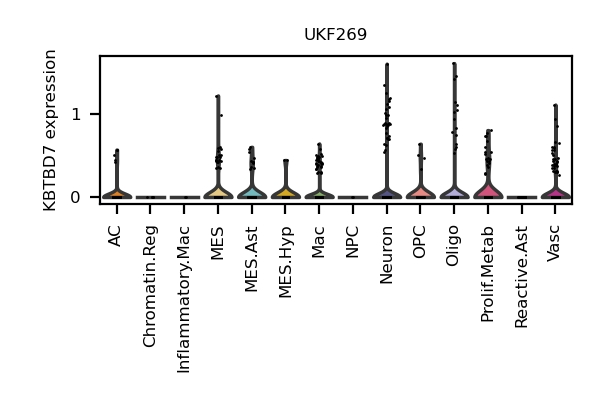 UKF269
KBTBD7 expression
1
0
AC
Chromatin.Reg
Inflammatory.Mac
MES
MES.Ast
MES.Hyp
Mac
NPC
Neuron
OPC
Oligo
Prolif.Metab
Reactive.Ast
Vasc